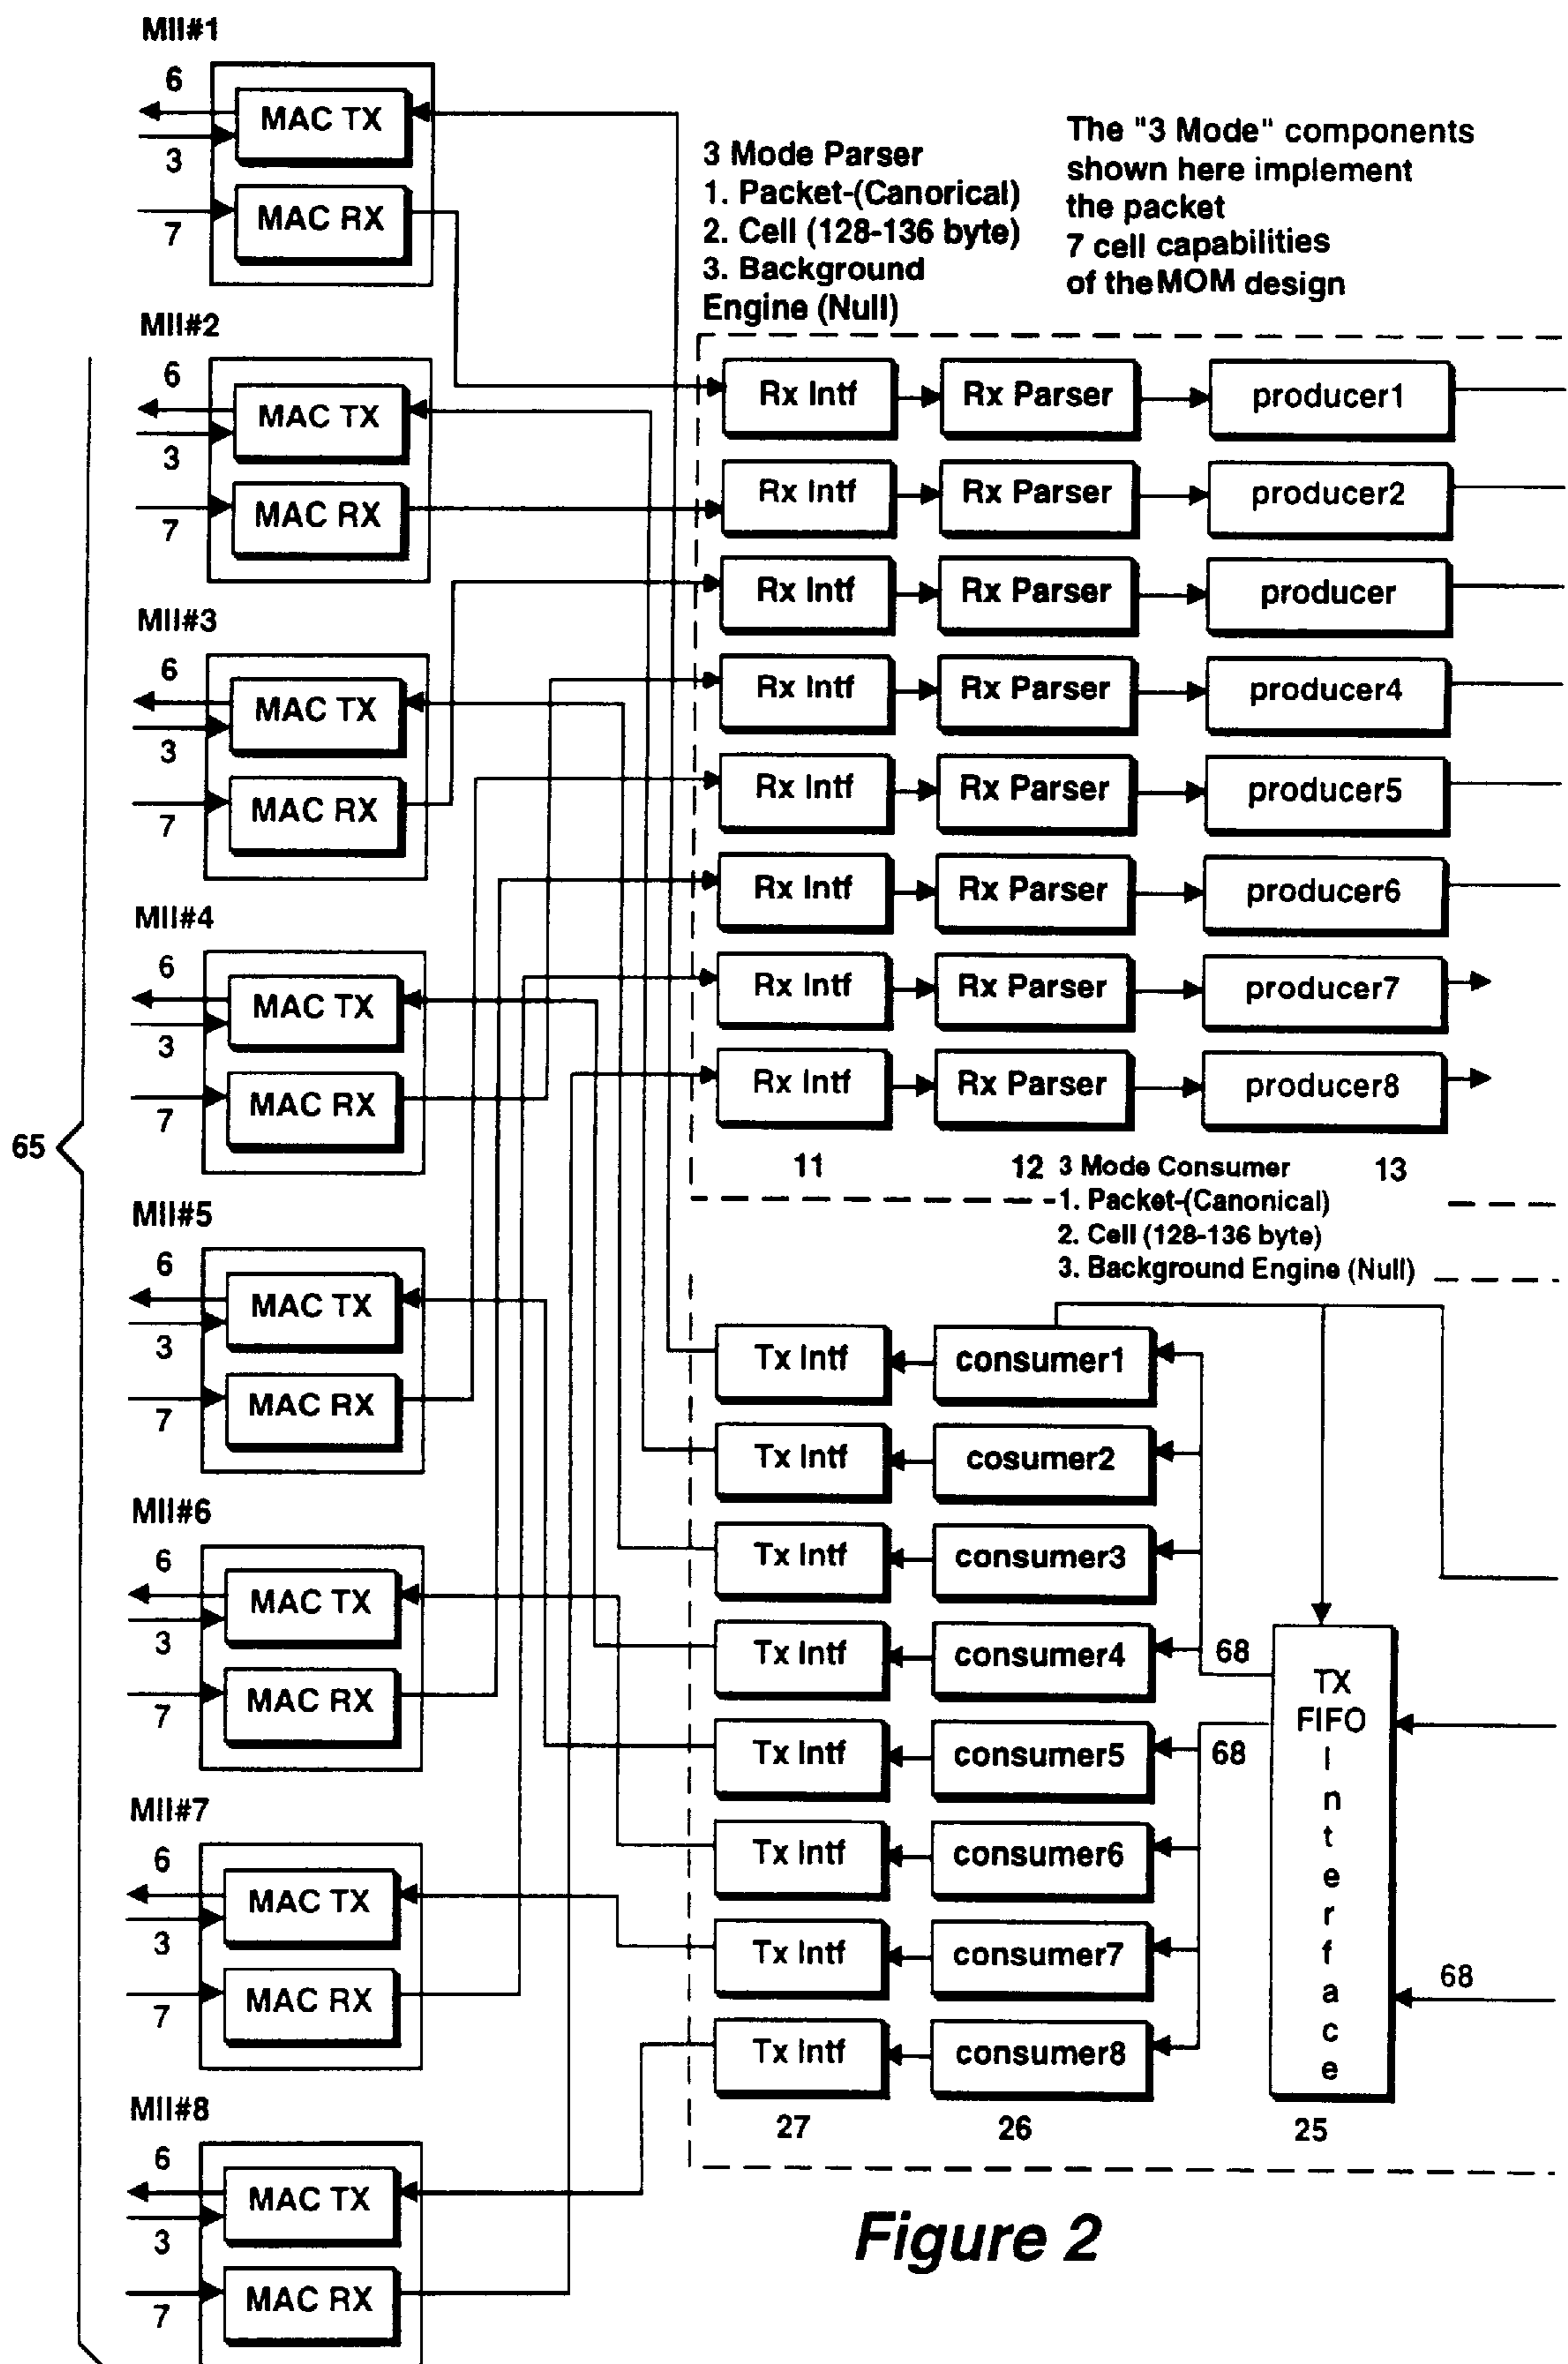 MII#1
6
MAC TX
3
MAC RX
7
3 Mode Parser
1. Packet-(Canorical)
2. Cell (128-136 byte)
3. Background
Engine (Null)
The "3 Mode" components
shown here implement
the packet
7 cell capabilities
of the MOM design
MII#2
6
MAC TX
3
MAC RX
7
MII#3
6
MAC TX
3
MAC RX
7
MII#4
6
MAC TX
3
MAC RX
7
65
MII#5
6
MAC TX
3
MAC RX
7
MII#6
6
MAC TX
3
MAC RX
7
MII#7
6
MAC TX
3
MAC RX
7
MII#8
6
MAC TX
3
MAC RX
7
Rx Intf Rx Parser producer1
Rx Intf Rx Parser producer2
Rx Intf Rx Parser producer
Rx Intf Rx Parser producer4
Rx Intf Rx Parser producer5
Rx Intf Rx Parser producer6
Rx Intf Rx Parser producer7
Rx Intf Rx Parser producer8
11 12 13
3 Mode Consumer
1. Packet-(Canonical)
2. Cell (128-136 byte)
3. Background Engine (Null)
Tx Intf consumer1
Tx Intf cosumer2
Tx Intf consumer3
Tx Intf consumer4
68
Tx Intf consumer5
68
Tx Intf consumer6
Tx Intf consumer7
Tx Intf consumer8
TX
FIFO
I
n
t
e
r
f
a
c
e
68
27 26 25
Figure 2